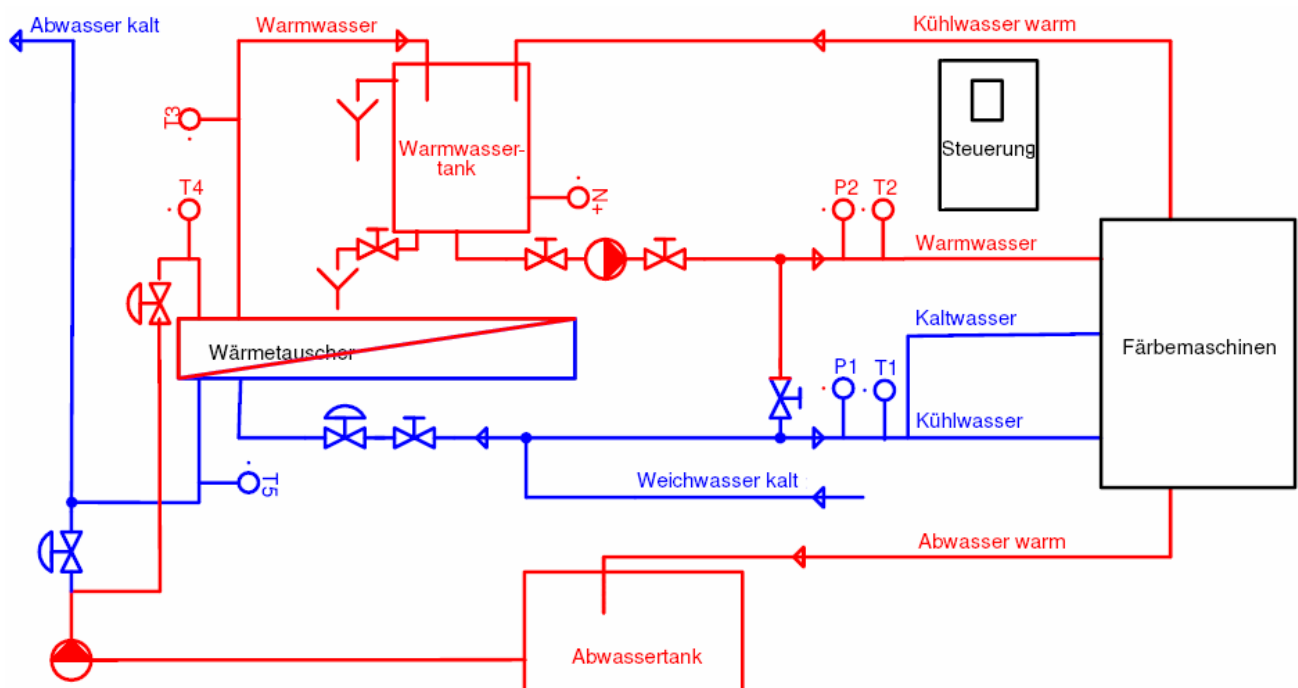 Abwasser kalt
Warmwasser
Kühlwasser warm
T3
Warmwasser-
tank
Steuerung
T4
N+
P2
T2
Warmwasser
Kaltwasser
Wärmetauscher
Färbemaschinen
P1
T1
Kühlwasser
T5
Weichwasser kalt
Abwasser warm
Abwassertank